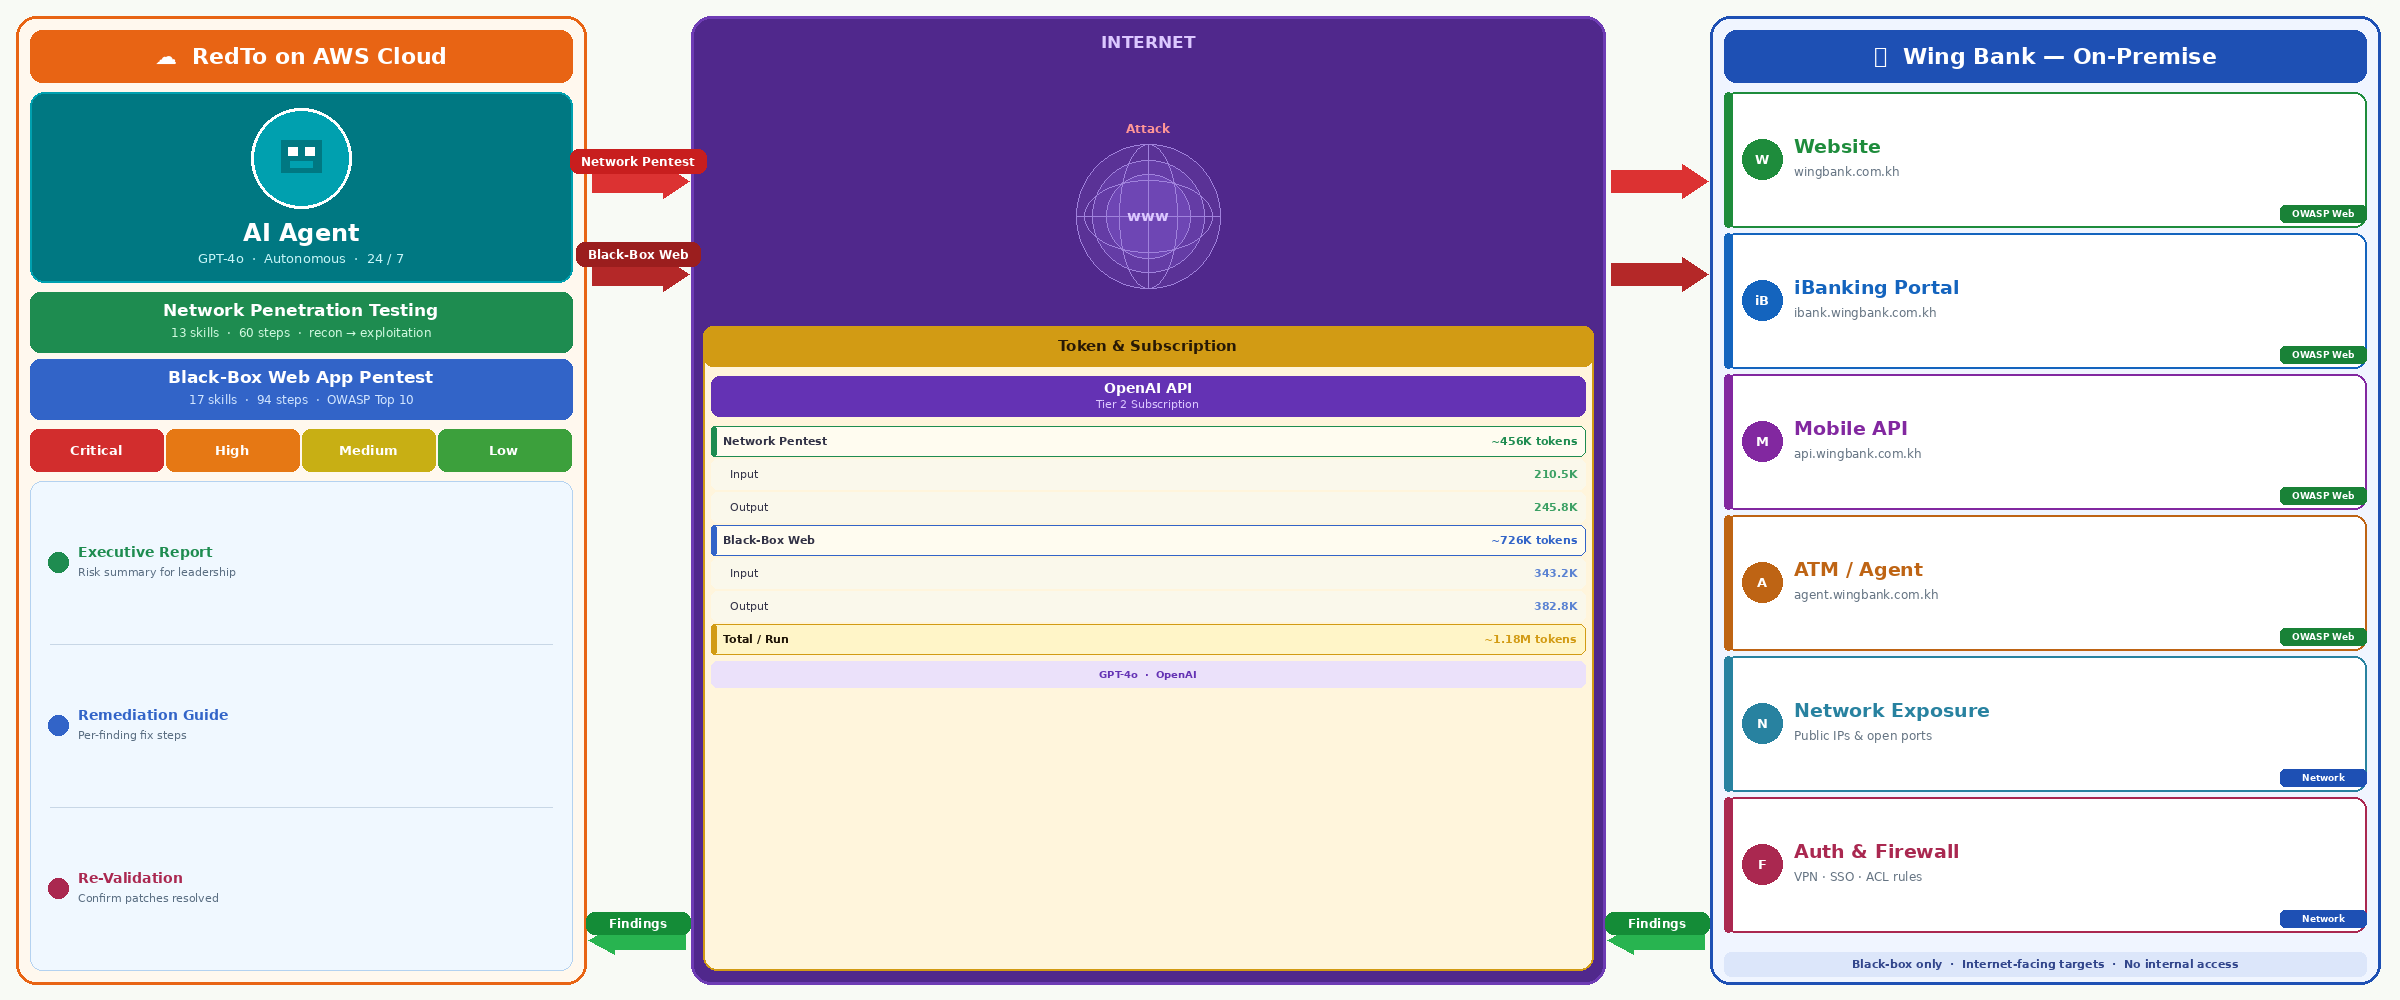 ☁ RedTo on AWS Cloud
AI Agent
GPT-4o · Autonomous · 24 / 7
Network Penetration Testing
13 skills · 60 steps · recon → exploitation
Black-Box Web App Pentest
17 skills · 94 steps · OWASP Top 10
Critical
High
Medium
Low
Executive Report
Risk summary for leadership
Remediation Guide
Per-finding fix steps
Re-Validation
Confirm patches resolved
Network Pentest
Black-Box Web
Findings
INTERNET
Attack
www
Token & Subscription
OpenAI API
Tier 2 Subscription
Network Pentest ~456K tokens
Input 210.5K
Output 245.8K
Black-Box Web ~726K tokens
Input 343.2K
Output 382.8K
Total / Run ~1.18M tokens
GPT-4o · OpenAI
Findings
Wing Bank — On-Premise
W
Website
wingbank.com.kh
OWASP Web
iB
iBanking Portal
ibank.wingbank.com.kh
OWASP Web
M
Mobile API
api.wingbank.com.kh
OWASP Web
A
ATM / Agent
agent.wingbank.com.kh
OWASP Web
N
Network Exposure
Public IPs & open ports
Network
F
Auth & Firewall
VPN · SSO · ACL rules
Network
Black-box only · Internet-facing targets · No internal access